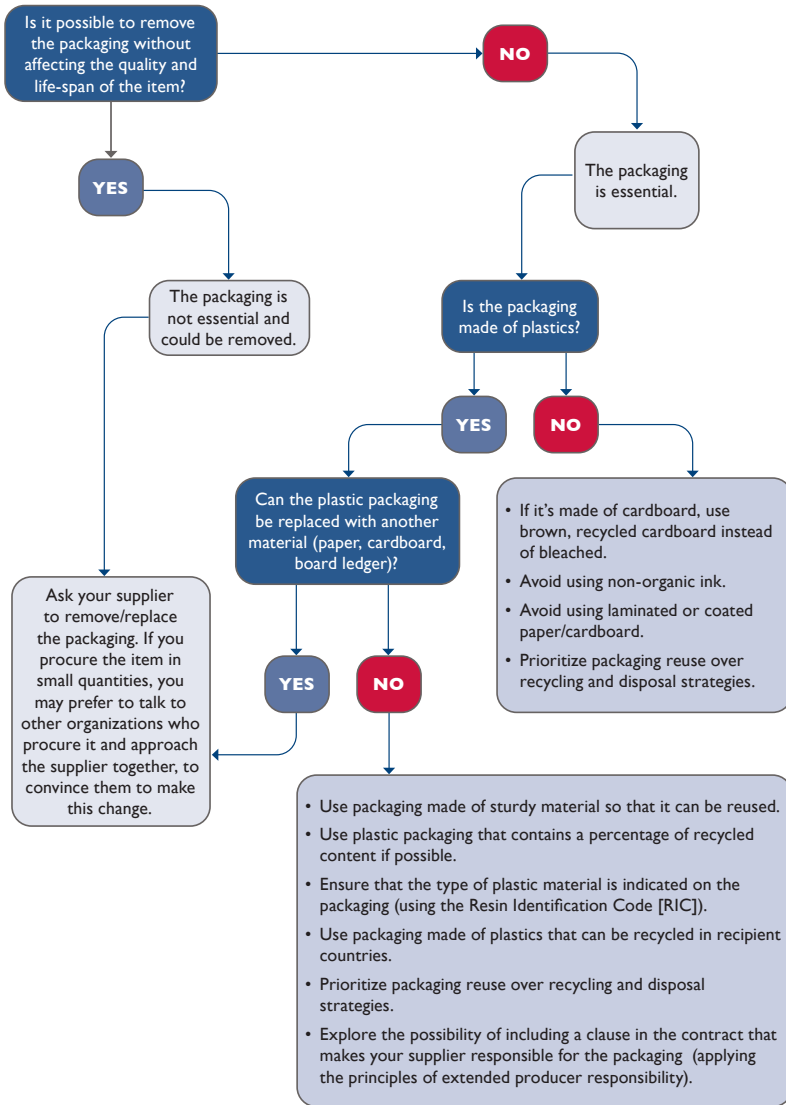 Is it possible to remove
the packaging without
affecting the quality and
life-span of the item?
NO
YES
The packaging
is essential.
The packaging is
not essential and
could be removed.
Is the packaging
made of plastics?
YES
NO
Can the plastic packaging
be replaced with another
material (paper, cardboard,
board ledger)?
• If it's made of cardboard, use
brown, recycled cardboard instead
of bleached.
• Avoid using non-organic ink.
• Avoid using laminated or coated
paper/cardboard.
• Prioritize packaging reuse over
recycling and disposal strategies.
Ask your supplier
to remove/replace
the packaging. If you
procure the item in
small quantities, you
may prefer to talk to
other organizations who
procure it and approach
the supplier together, to
convince them to make
this change.
YES
NO
• Use packaging made of sturdy material so that it can be reused.
• Use plastic packaging that contains a percentage of recycled
content if possible.
• Ensure that the type of plastic material is indicated on the
packaging (using the Resin Identification Code [RIC]).
• Use packaging made of plastics that can be recycled in recipient
countries.
• Prioritize packaging reuse over recycling and disposal
strategies.
• Explore the possibility of including a clause in the contract that
makes your supplier responsible for the packaging (applying
the principles of extended producer responsibility).